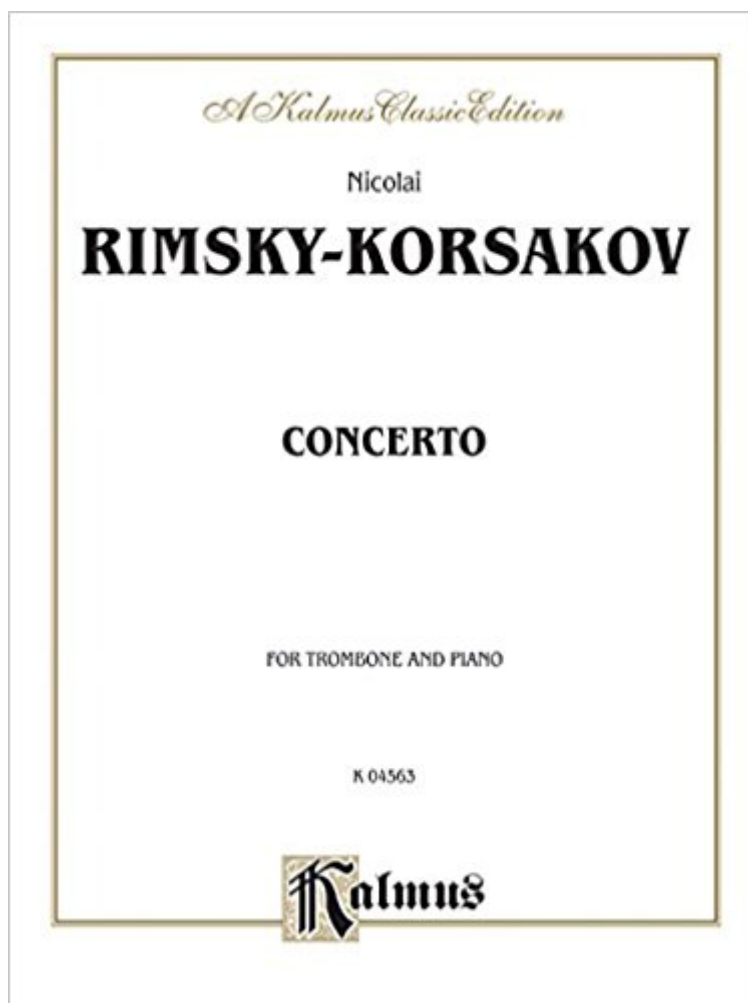 A Kalmus Classic Edition
Nicolai
RIMSKY-KORSAKOV
CONCERTO
FOR TROMBONE AND PIANO
K 04563
Kalmus